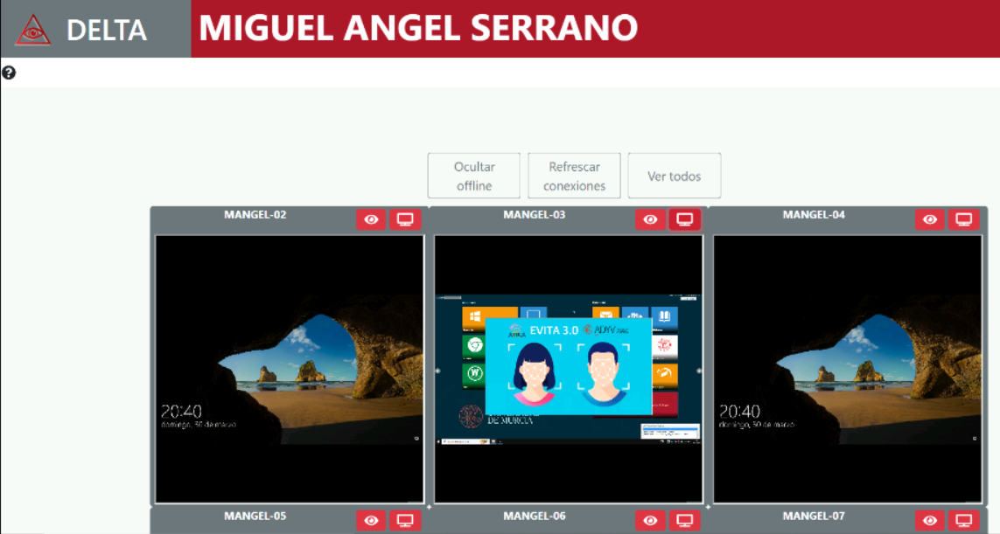 DELTA
MIGUEL ANGEL SERRANO
Ocultar
offline
Refrescar
conexiones
Ver todos
MANGEL-02
MANGEL-03
MANGEL-04
EVITA 3.0
20:40
domingo, 30 de marzo
DE MURCIA
20:40
domingo, 30 de marzo
MANGEL-05
MANGEL-06
MANGEL-07